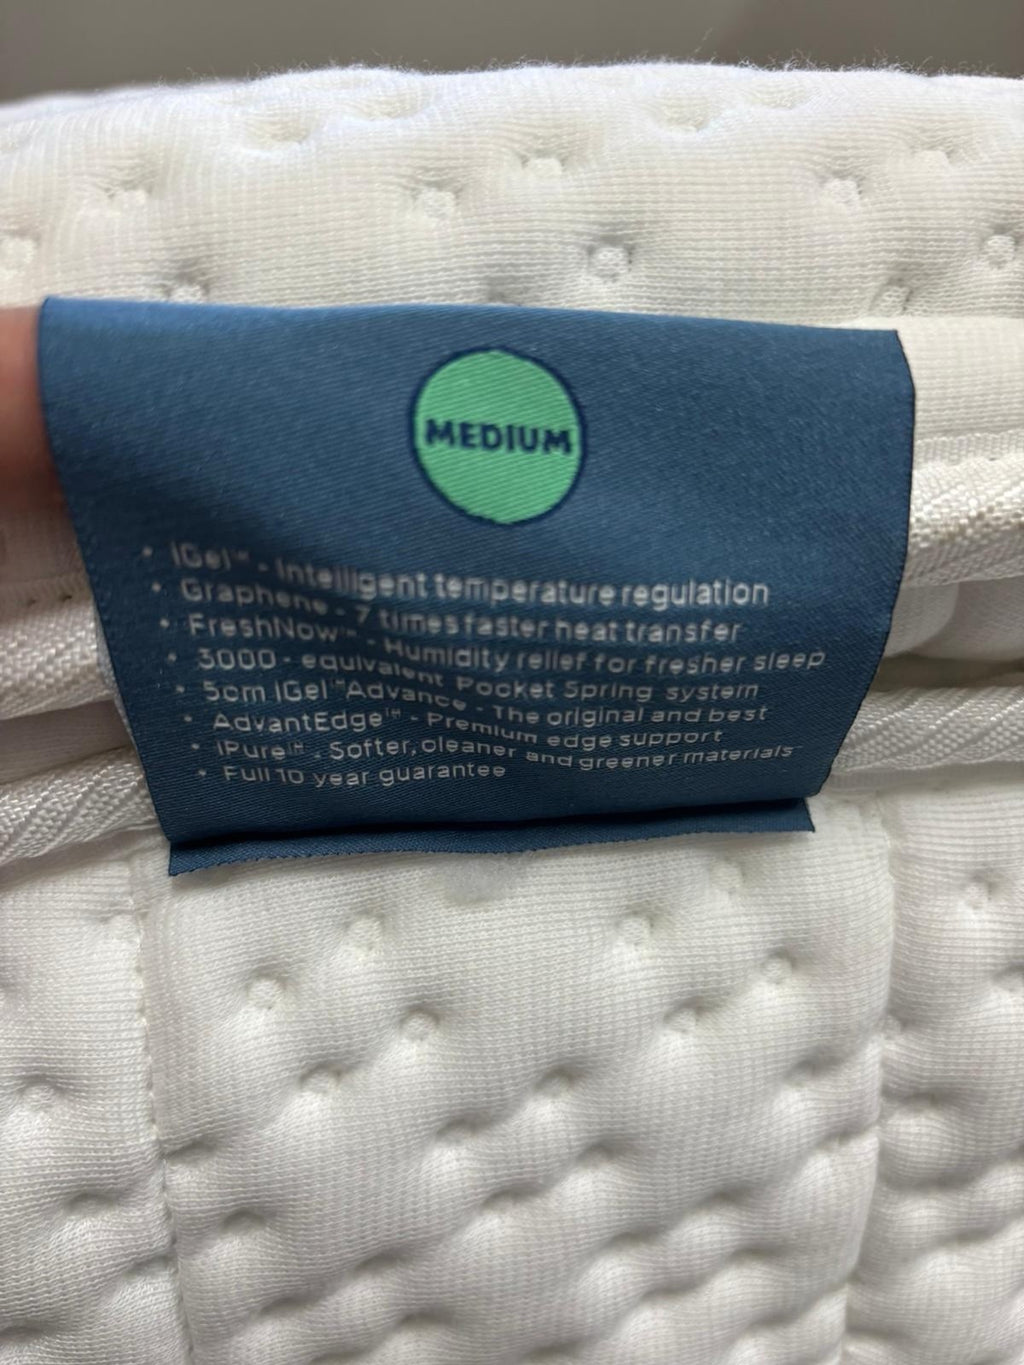 MEDIUM
• iGel™ - Intelligent temperature regulation
• Graphene - 7 times faster heat transfer
• FreshNow™ - Humidity relief for fresher sleep
• 3000 - equivalent Pocket Spring system
• 5cm iGel™ Advance - The original and best
• AdvantEdge™ - Premium edge support
• iPure™ - Softer, cleaner and greener materials
• Full 10 year guarantee